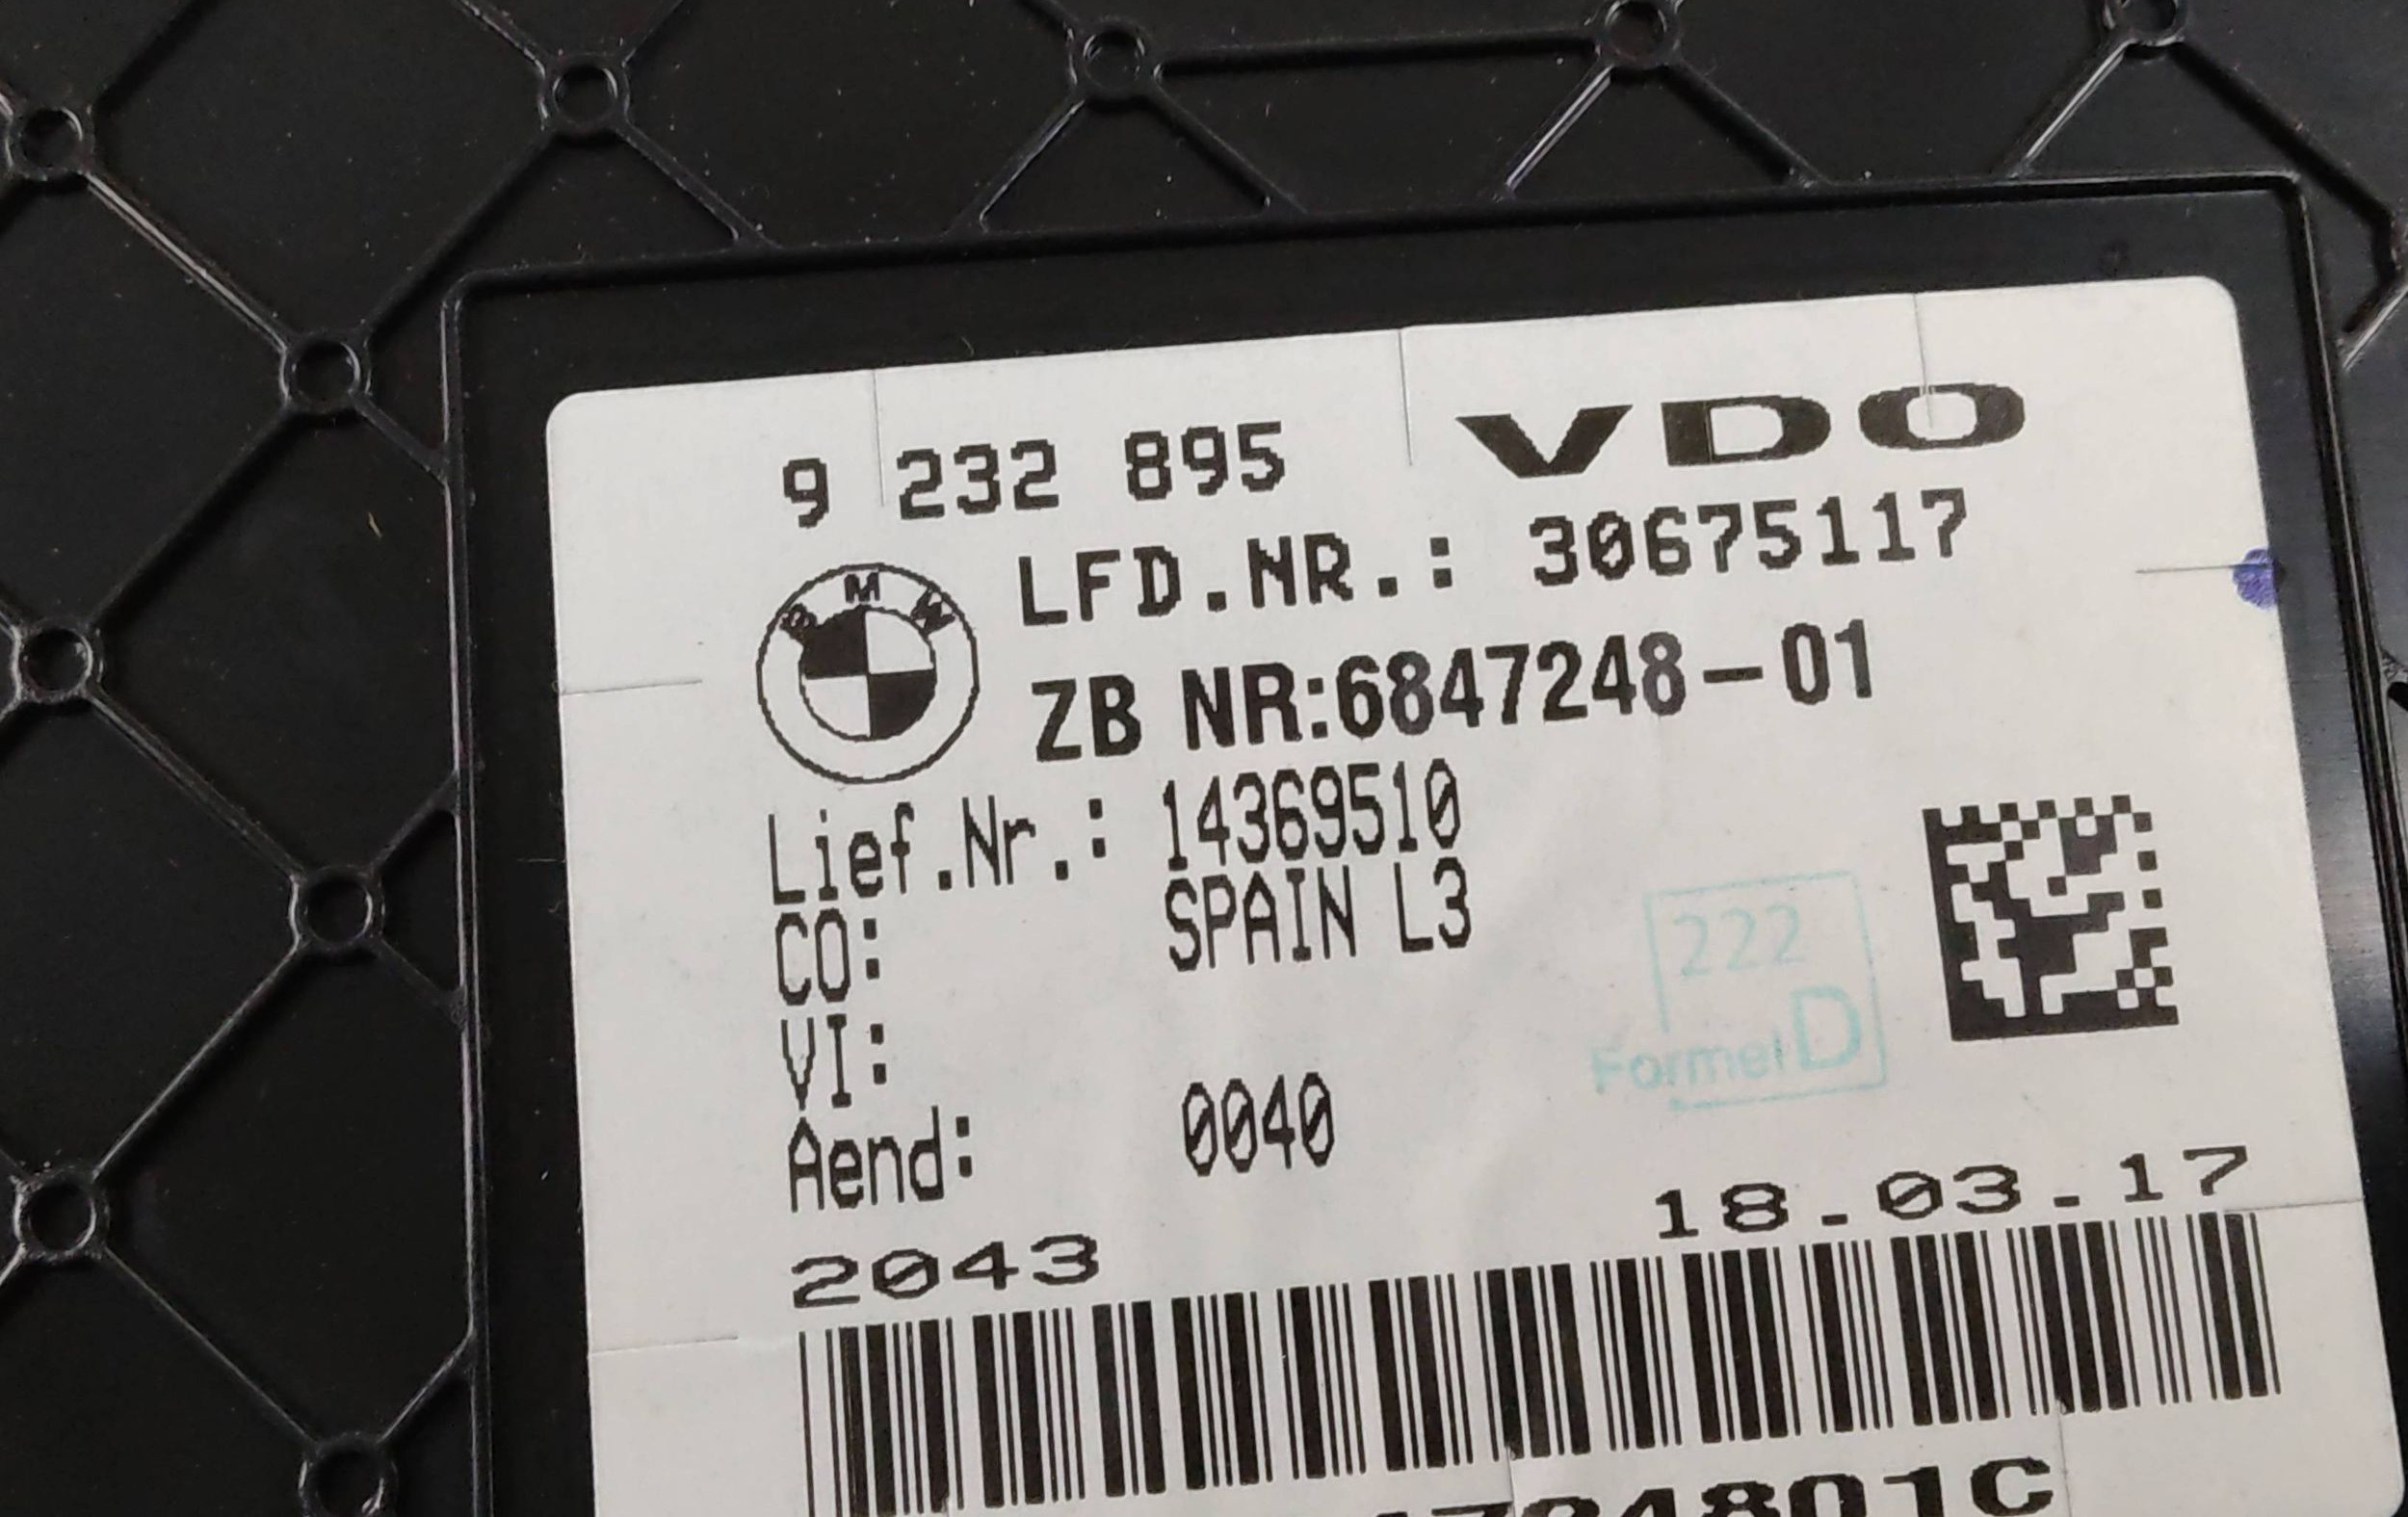 9 232 895 VDO
LFD.NR.: 30675117
BMW
ZB NR:6847248-01
Lief.Nr.: 14369510
CO: SPAIN L3
VI:
222
Formel D
Aend: 0040
18.03.17
2043